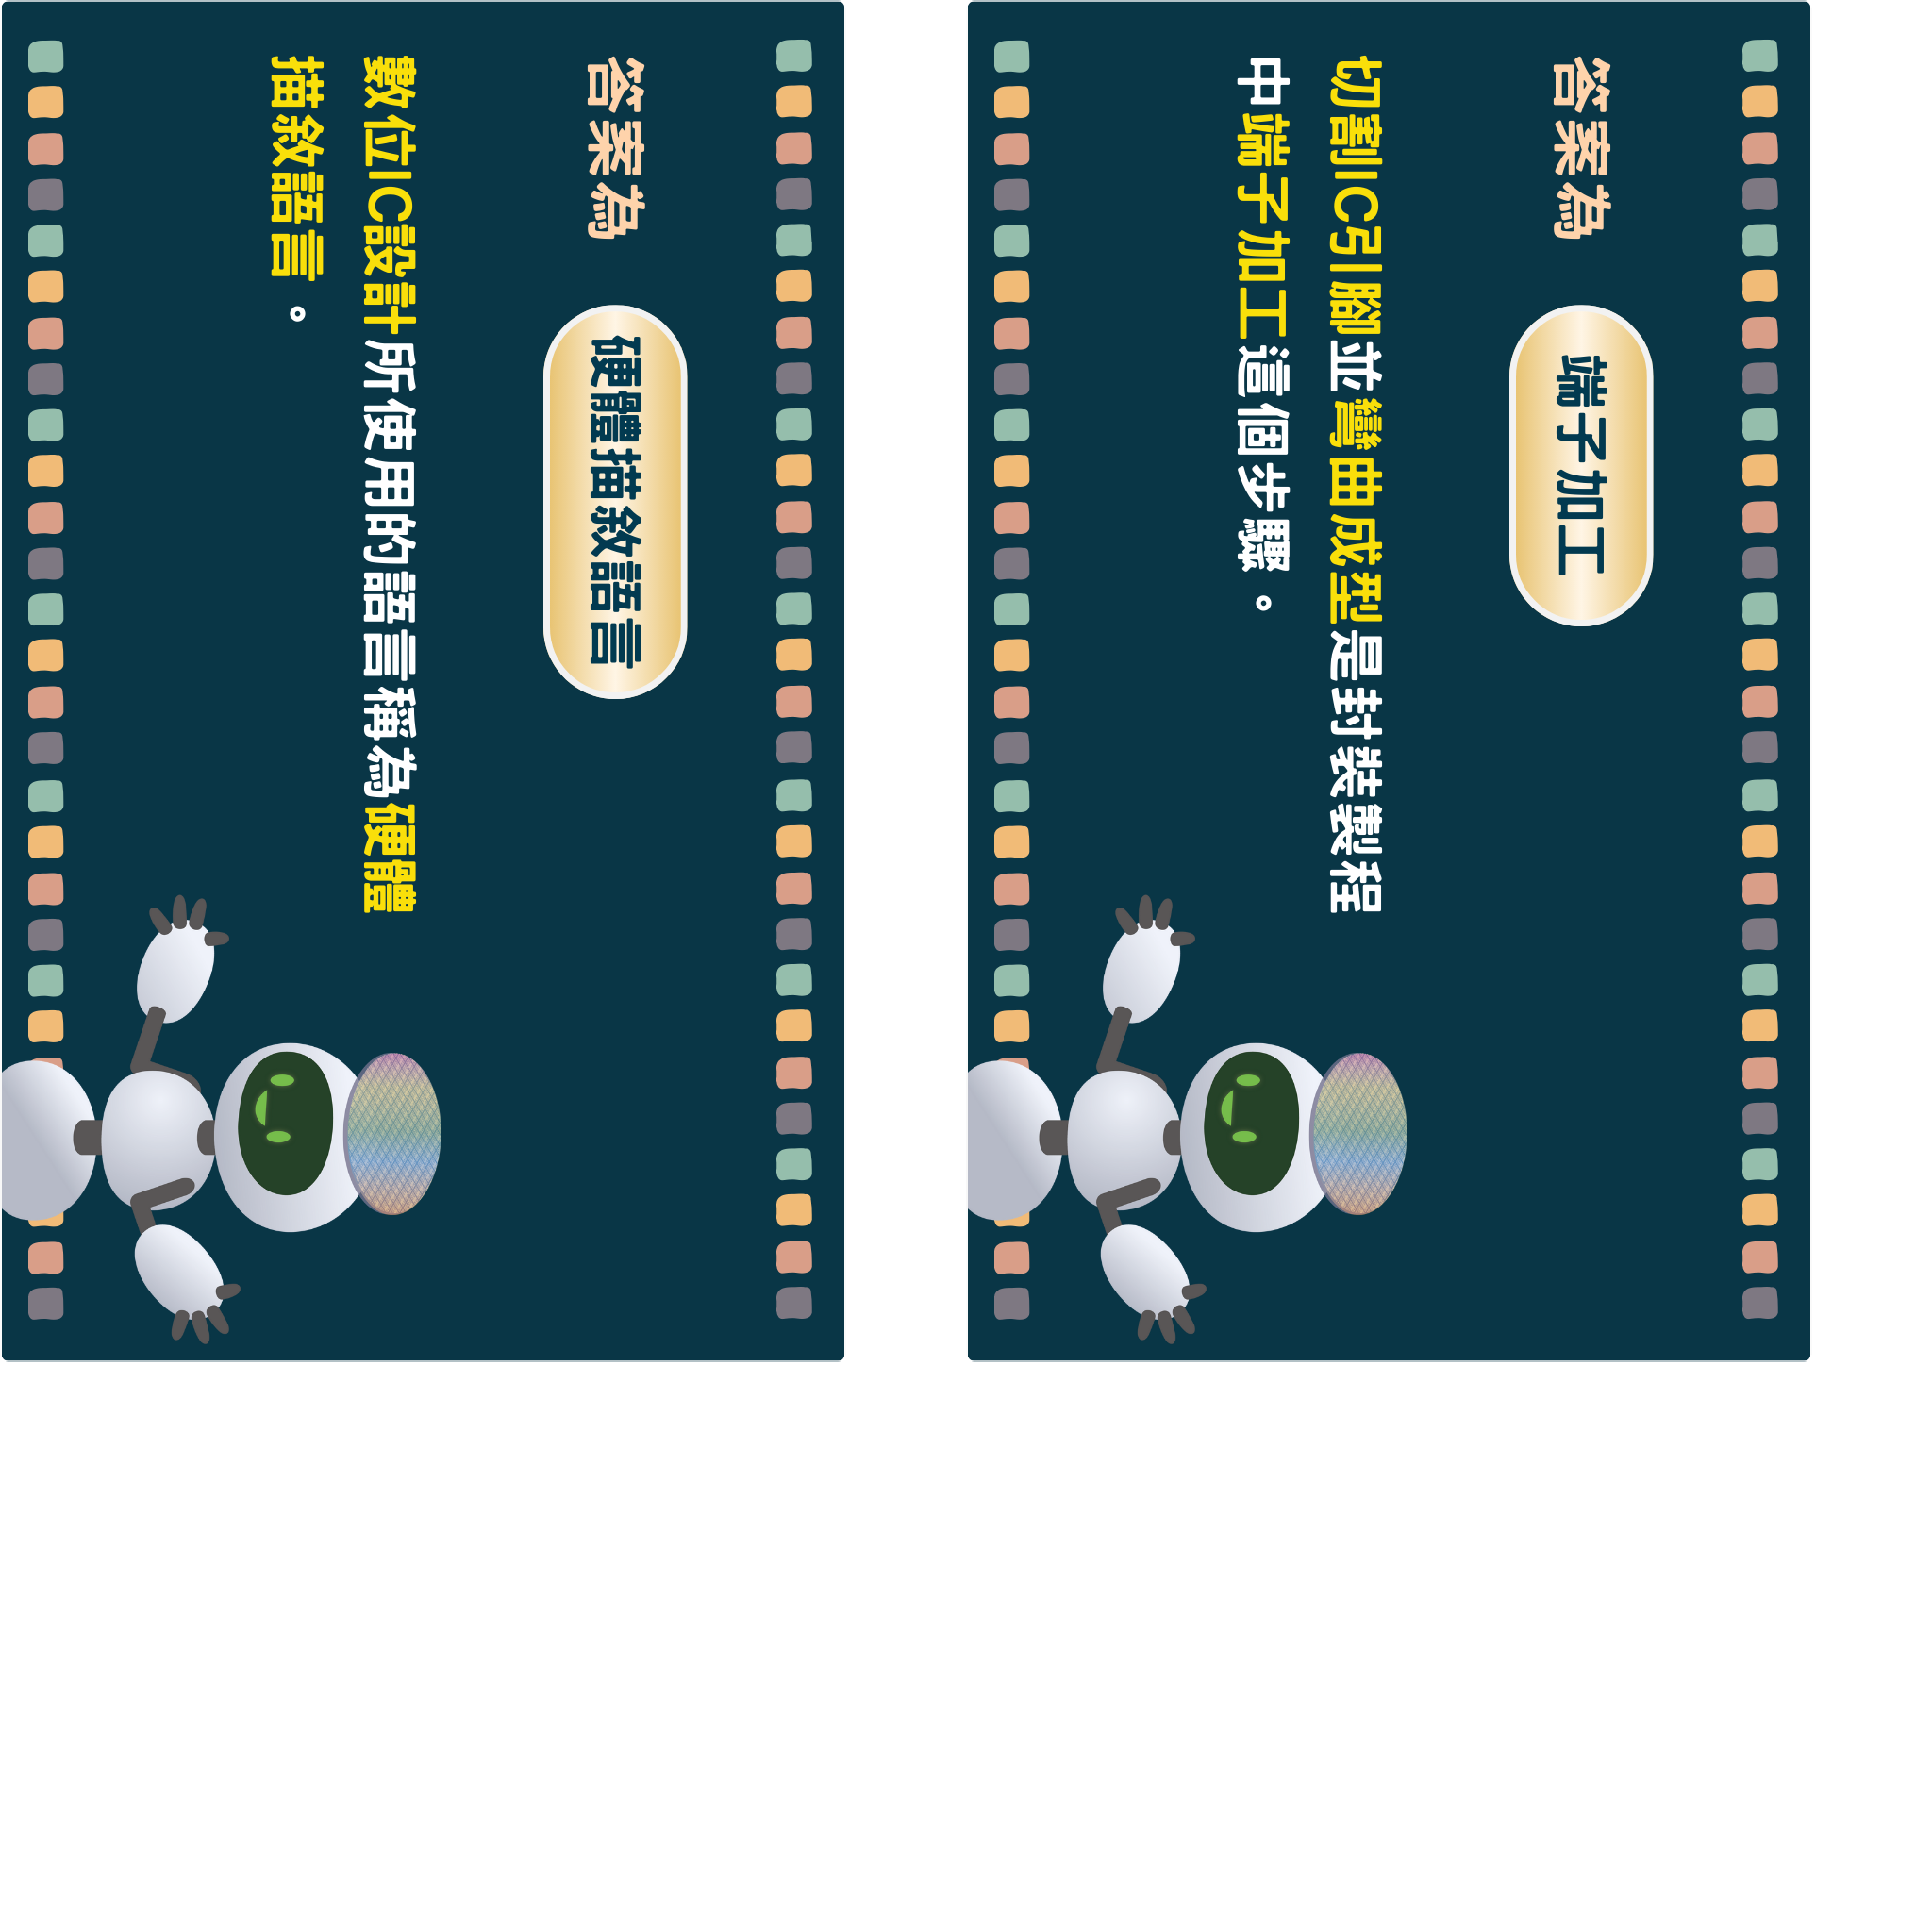 答案為
硬體描敘語言
數位IC設計所使用的語言稱為硬體
描敘語言。
答案為
端子加工
切割IC引腳並彎曲成型是封裝製程
中端子加工這個步驟。